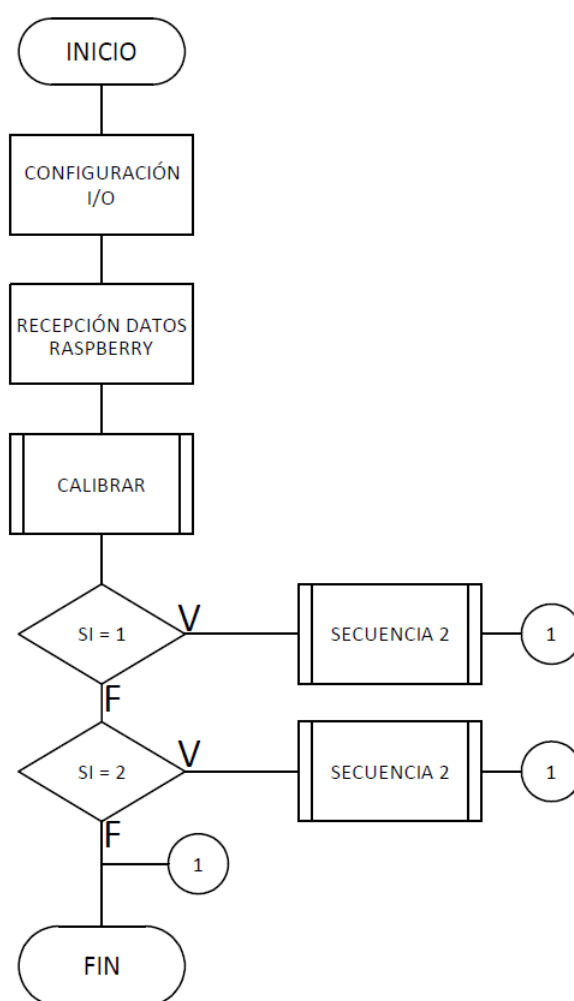 INICIO
CONFIGURACIÓN
I/O
RECEPCIÓN DATOS
RASPBERRY
CALIBRAR
SI = 1
V
SECUENCIA 2
1
F
SI = 2
V
SECUENCIA 2
1
F
1
FIN